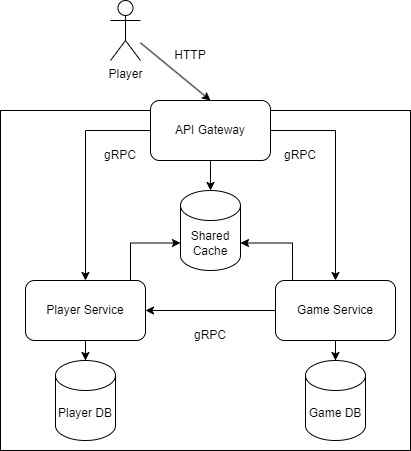 Player
HTTP
API Gateway
gRPC
gRPC
Shared
Cache
Player Service
Game Service
gRPC
Player DB
Game DB